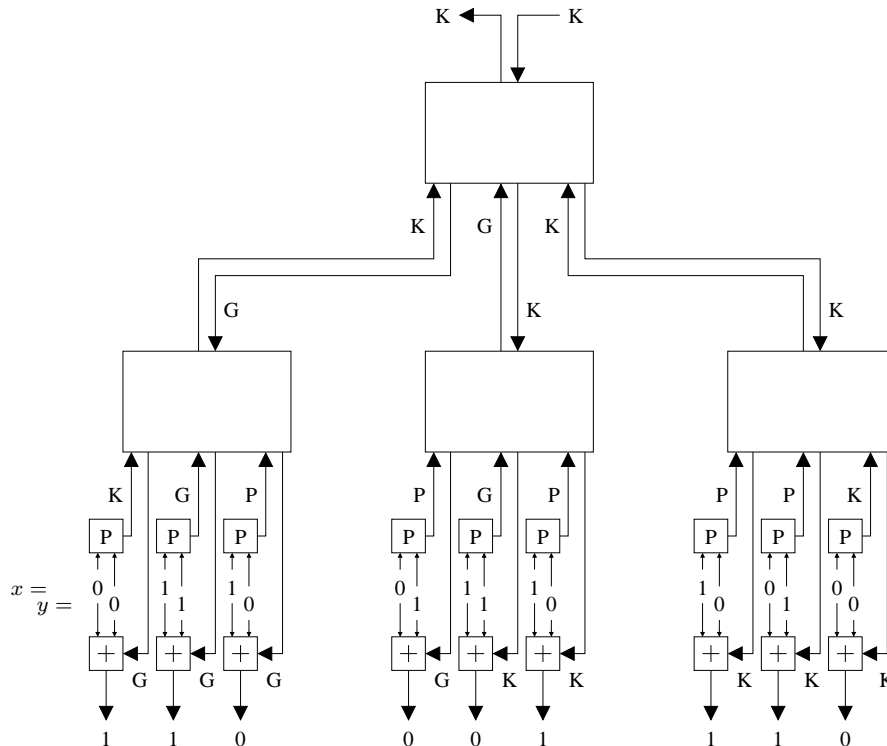 K K
K G K
G K K
K G P P G P P P K
P P P P P P P P P
x = 0 1 1 0 1 1 1 0 0
y = 0 1 0 1 1 0 0 1 0
+ + + + + + + + +
G G G G K K K K K
1 1 0 0 0 1 1 1 0